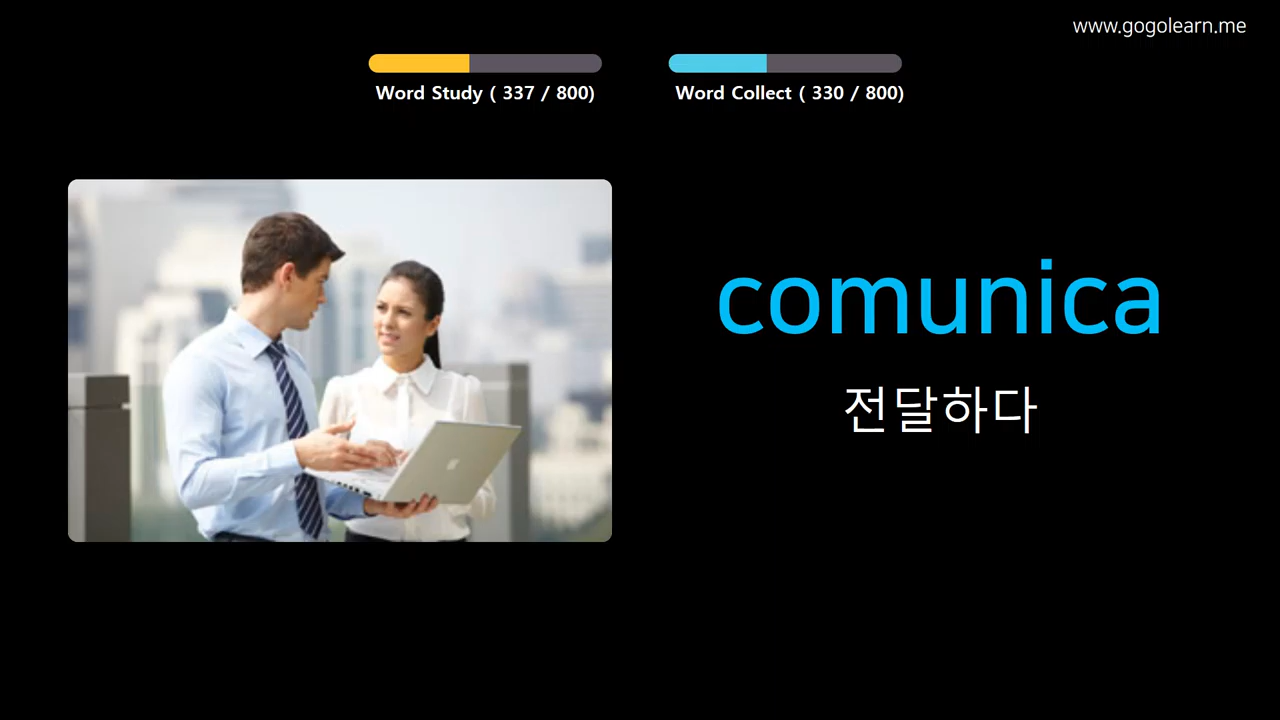 www.gogolearn.me
Word Study ( 337 / 800)
Word Collect ( 330 / 800)
comunica
전달하다